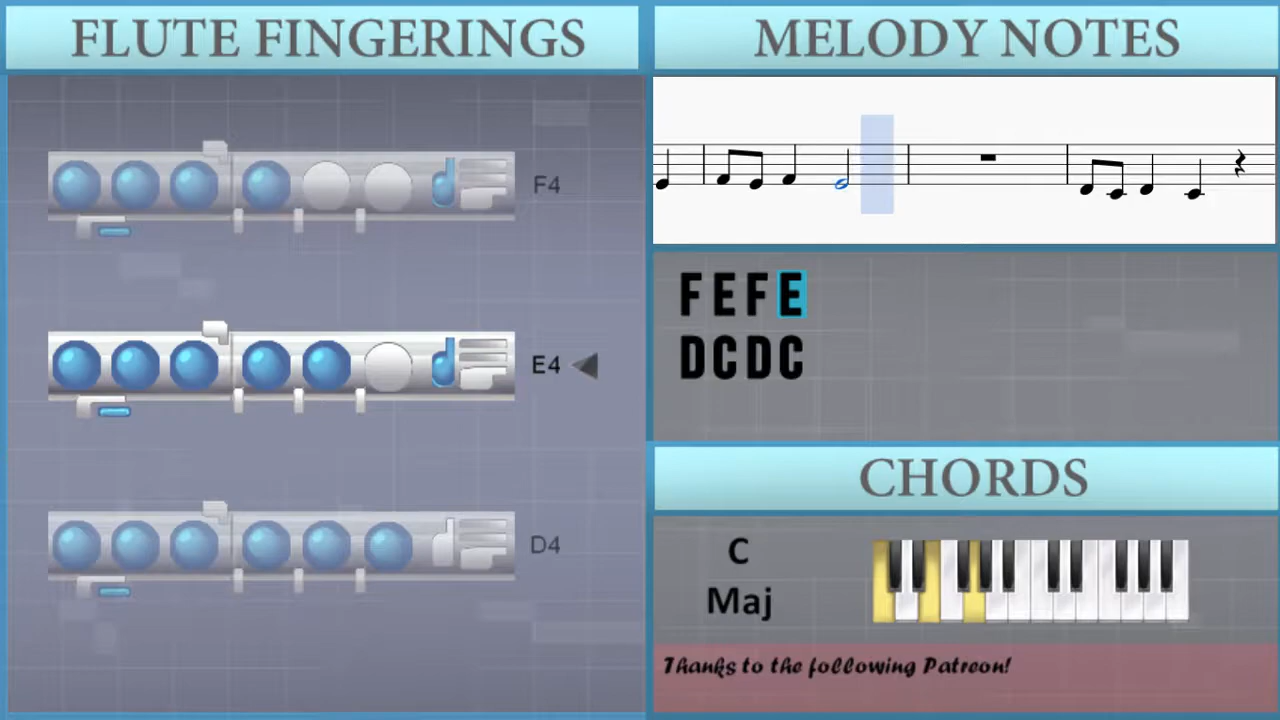 FLUTE FINGERINGS
F4
E4
D4
MELODY NOTES
F E F E
D C D C
CHORDS
C
Maj
Thanks to the following Patreon!